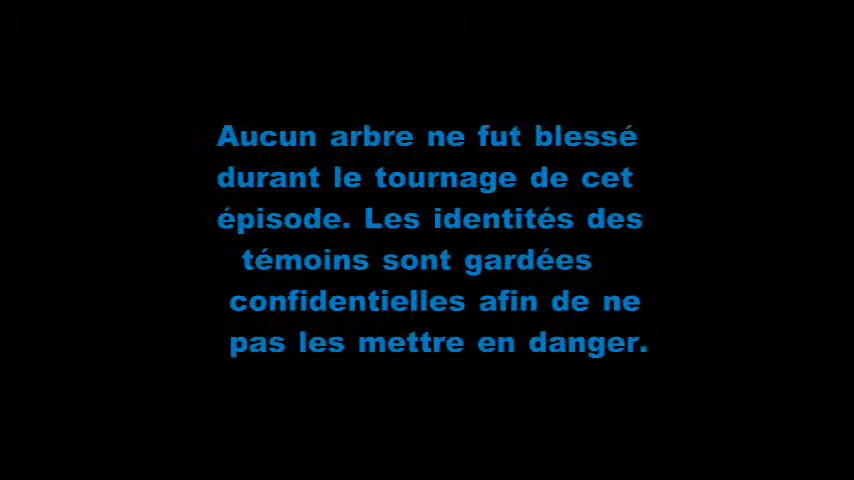 Aucun arbre ne fut blessé
durant le tournage de cet
épisode. Les identités des
témoins sont gardées
confidentielles afin de ne
pas les mettre en danger.